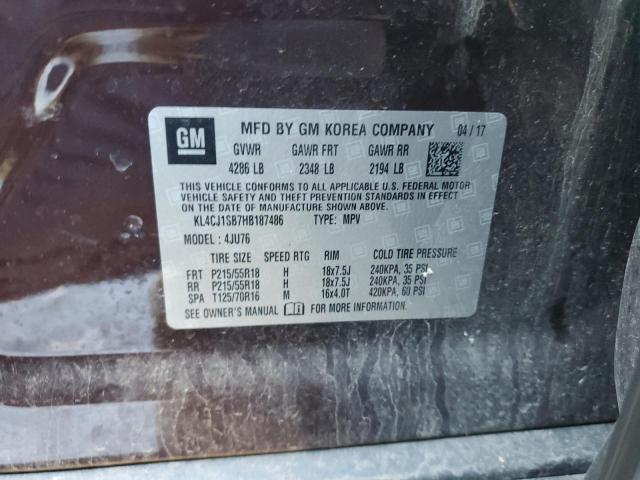 GM MFD BY GM KOREA COMPANY 04 / 17
GVWR GAWR FRT GAWR RR
4286 LB 2348 LB 2194 LB
THIS VEHICLE CONFORMS TO ALL APPLICABLE U.S. FEDERAL MOTOR
VEHICLE SAFETY AND THEFT PREVENTION STANDARDS IN EFFECT
ON THE DATE OF MANUFACTURE SHOWN ABOVE.
KL4CJ1SB7HB187486 TYPE: MPV
MODEL: 4JU76
TIRE SIZE SPEED RTG RIM COLD TIRE PRESSURE
FRT P215/55R18 H 18x7.5J 240KPA, 35 PSI
RR P215/55R18 H 18x7.5J 240KPA, 35 PSI
SPA T125/70R16 M 16x4.0T 420KPA, 60 PSI
SEE OWNER'S MANUAL FOR MORE INFORMATION